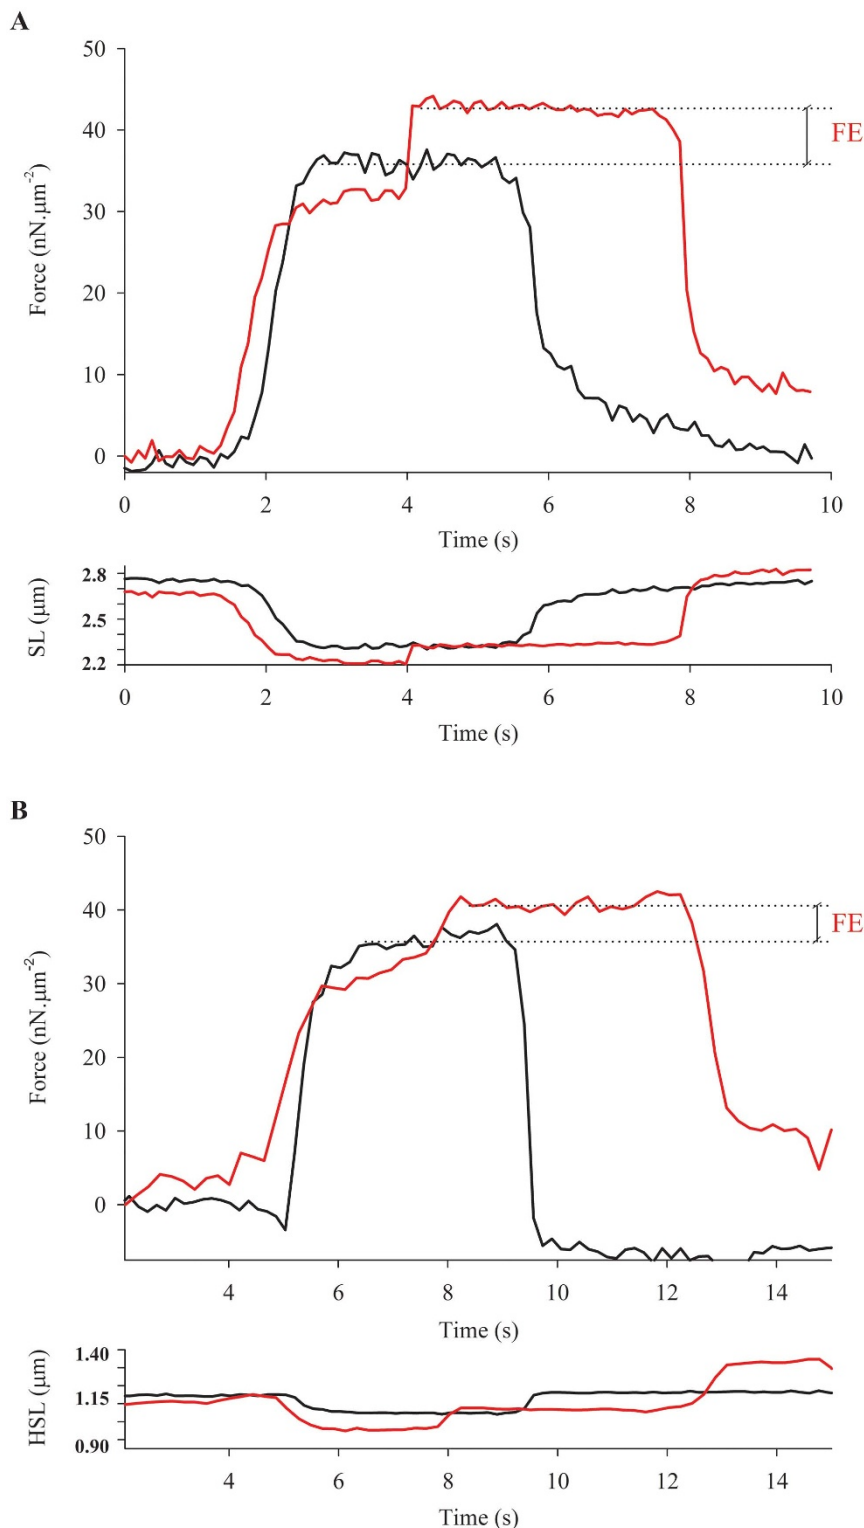 A
50
40
30
20
10
0
Force (nN.µm⁻²)
FE
0 2 4 6 8 10
Time (s)
2.8
2.5
2.2
SL (µm)
0 2 4 6 8 10
Time (s)
B
50
40
30
20
10
0
Force (nN.µm⁻²)
FE
4 6 8 10 12 14
Time (s)
1.40
1.15
0.90
HSL (µm)
4 6 8 10 12 14
Time (s)